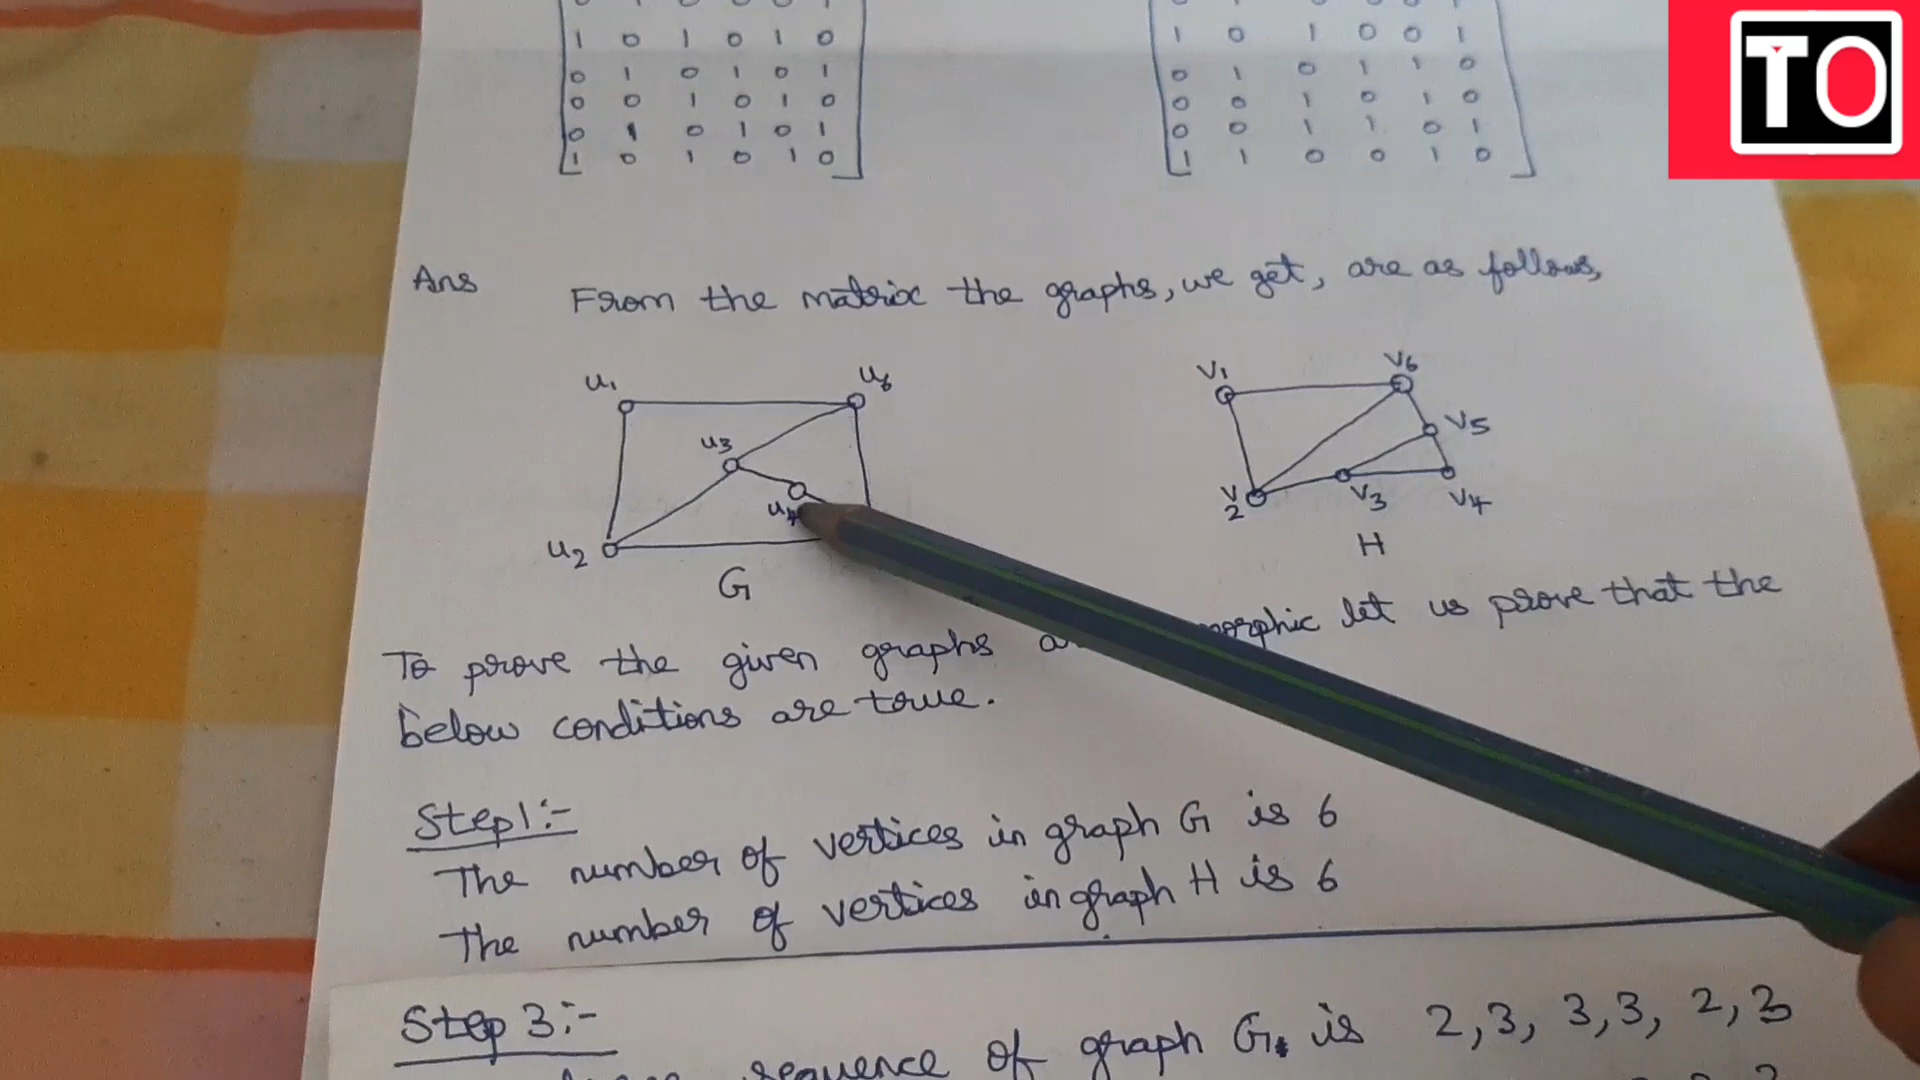 TO
1 0 1 0 1 0
0 1 0 1 0 1
0 0 1 0 1 0
0 1 0 1 0 1
1 0 1 0 1 0
1 0 1 0 0 1
0 1 0 1 1 0
0 0 1 0 1 0
0 0 1 1 0 1
1 1 0 0 1 0
Ans From the matrix the graphs, we get, are as follows,
u1 u6
u3
u4
u2
G
V1 V6
V5
V2 V3 V4
H
To prove the given graphs let us prove that the
below conditions are true.
Step 1:-
The number of vertices in graph G is 6
The number of vertices in graph H is 6
Step 3:-
sequence of graph G is 2, 3, 3, 3, 2, 3